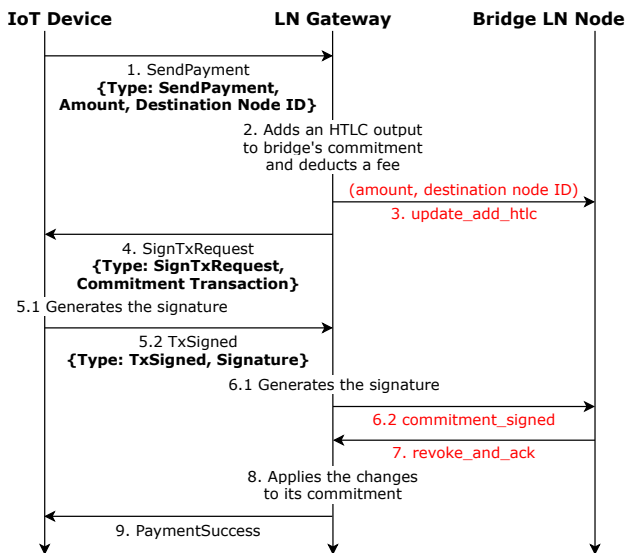 IoT Device
LN Gateway
Bridge LN Node
1. SendPayment
{Type: SendPayment,
Amount, Destination Node ID}
2. Adds an HTLC output
to bridge's commitment
and deducts a fee
(amount, destination node ID)
3. update_add_htlc
4. SignTxRequest
{Type: SignTxRequest,
Commitment Transaction}
5.1 Generates the signature
5.2 TxSigned
{Type: TxSigned, Signature}
6.1 Generates the signature
6.2 commitment_signed
7. revoke_and_ack
8. Applies the changes
to its commitment
9. PaymentSuccess